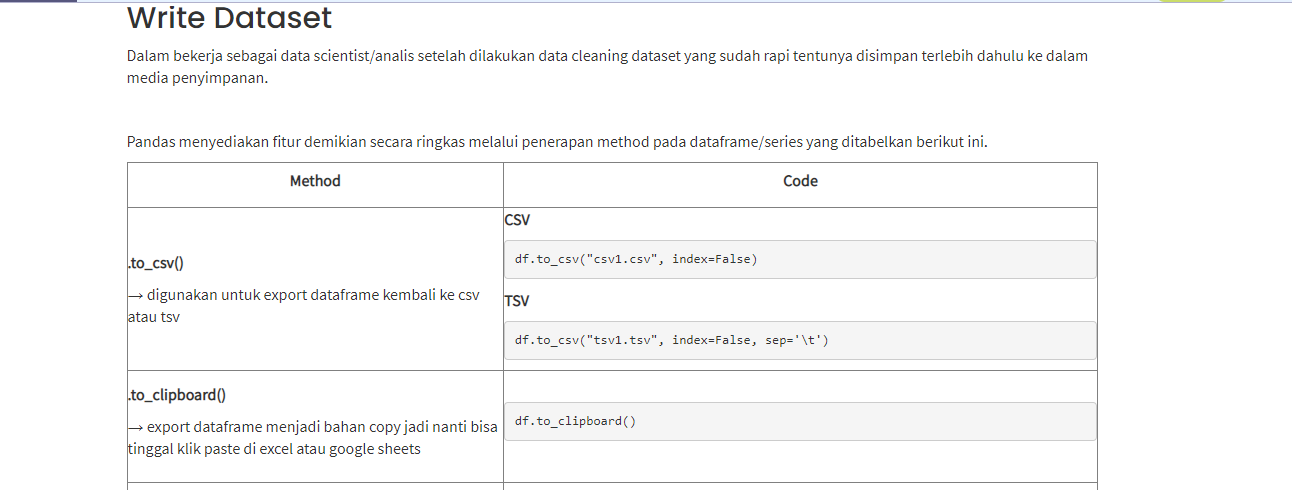 Write Dataset
Dalam bekerja sebagai data scientist/analis setelah dilakukan data cleaning dataset yang sudah rapi tentunya disimpan terlebih dahulu ke dalam
media penyimpanan.
Pandas menyediakan fitur demikian secara ringkas melalui penerapan method pada dataframe/series yang ditabelkan berikut ini.
Method
Code
.to_csv()
→ digunakan untuk export dataframe kembali ke csv
atau tsv
CSV
df.to_csv("csv1.csv", index=False)
TSV
df.to_csv("tsv1.tsv", index=False, sep='\t')
.to_clipboard()
→ export dataframe menjadi bahan copy jadi nanti bisa
tinggal klik paste di excel atau google sheets
df.to_clipboard()